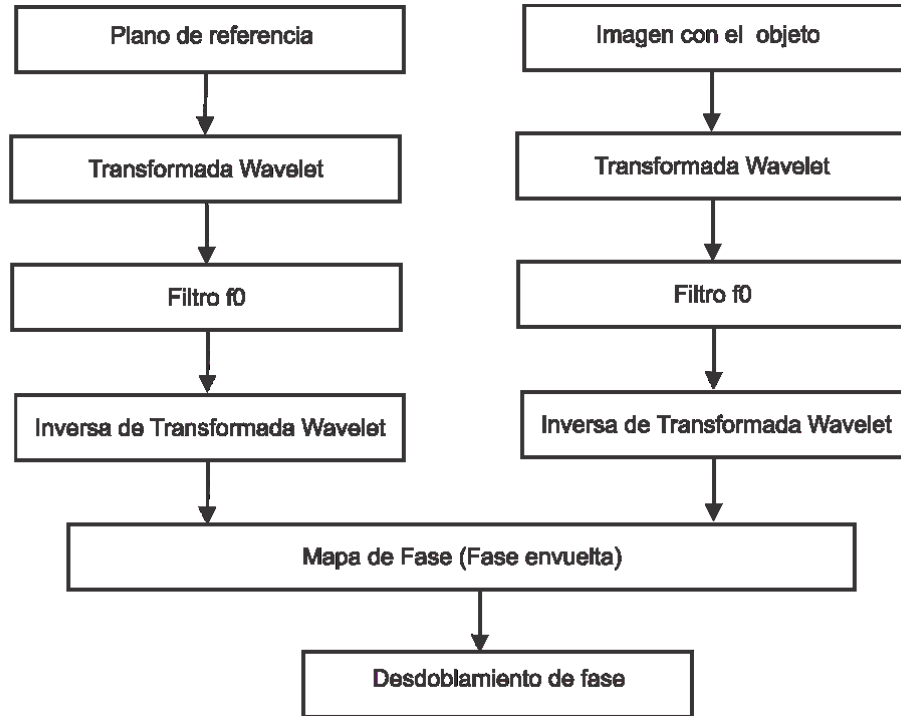 Plano de referencia
Imagen con el objeto
Transformada Wavelet
Transformada Wavelet
Filtro f0
Filtro f0
Inversa de Transformada Wavelet
Inversa de Transformada Wavelet
Mapa de Fase (Fase envuelta)
Desdoblamiento de fase